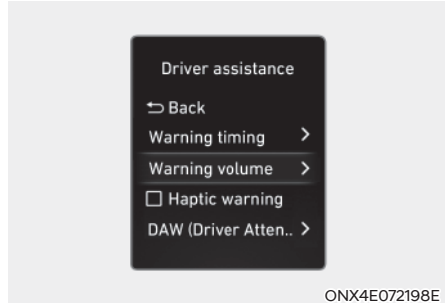 Driver assistance
Back
Warning timing
Warning volume
Haptic warning
DAW (Driver Atten..
ONX4E072198E